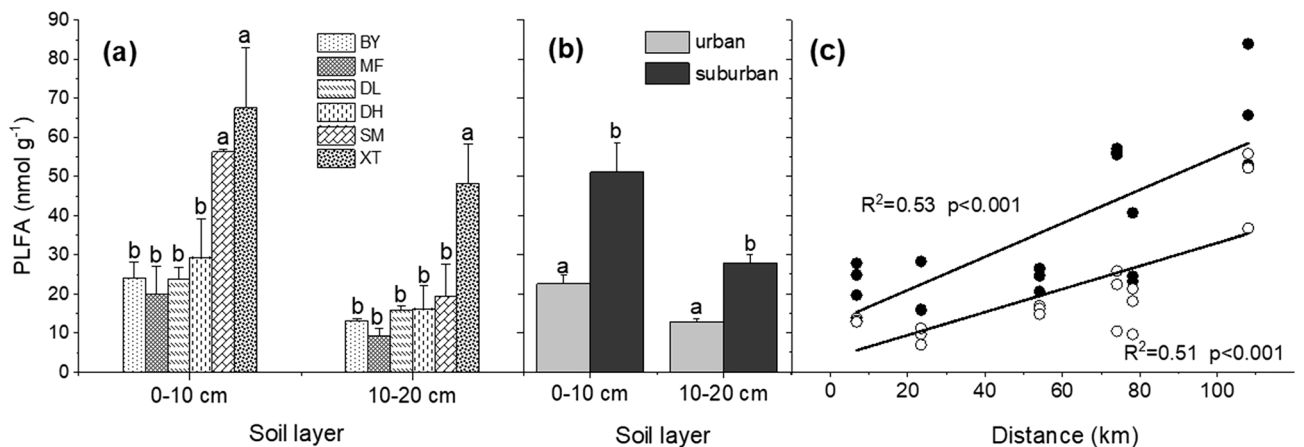 PLFA (nmol g⁻¹)
90
80
70
60
50
40
30
20
10
0
(a)
BY
MF
DL
DH
SM
XT
b
b
b
b
a
a
b
b
b
b
b
a
0-10 cm
10-20 cm
Soil layer
(b)
urban
suburban
a
b
a
b
0-10 cm
10-20 cm
Soil layer
(c)
R²=0.53 p<0.001
R²=0.51 p<0.001
0
20
40
60
80
100
Distance (km)